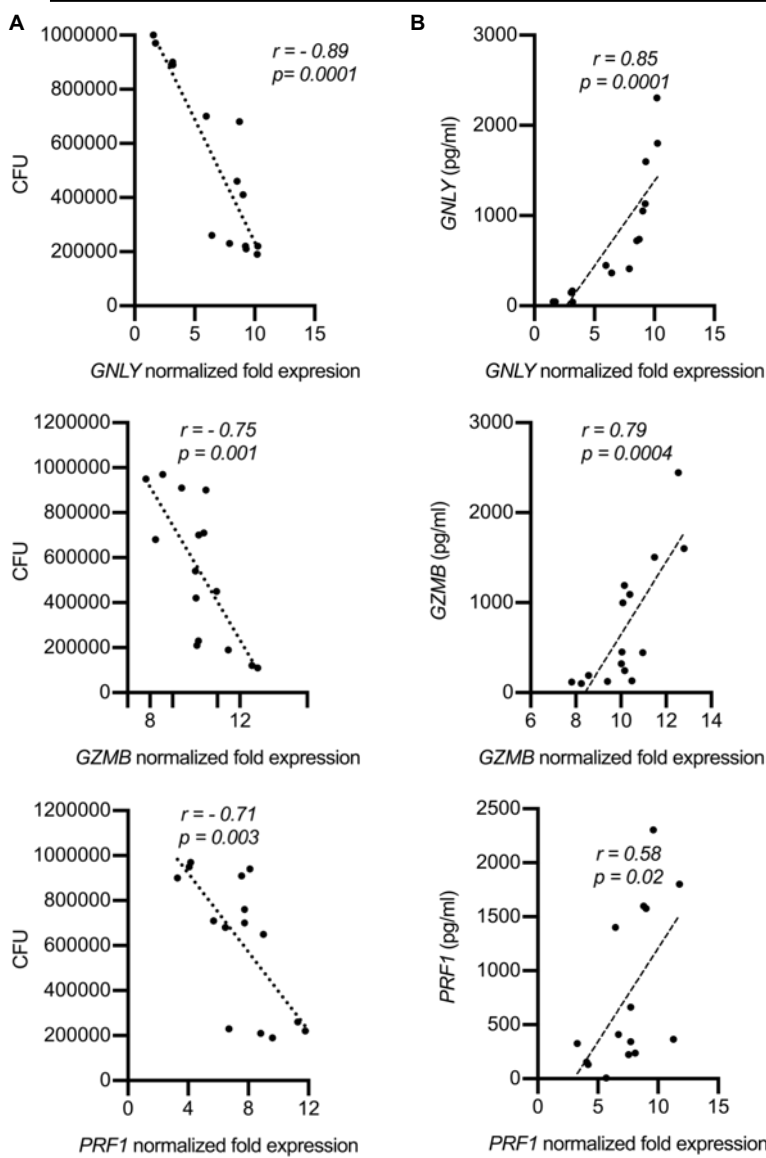 A
1000000
800000
600000
400000
200000
0
CFU
r = - 0.89
p= 0.0001
0 5 10 15
GNLY normalized fold expresion
B
3000
2000
1000
0
GNLY (pg/ml)
r = 0.85
p = 0.0001
0 5 10 15
GNLY normalized fold expresion
1200000
1000000
800000
600000
400000
200000
0
CFU
r = - 0.75
p = 0.001
8 12
GZMB normalized fold expression
3000
2000
1000
0
GZMB (pg/ml)
r = 0.79
p = 0.0004
6 8 10 12 14
GZMB normalized fold expression
1200000
1000000
800000
600000
400000
200000
0
CFU
r = - 0.71
p = 0.003
0 4 8 12
PRF1 normalized fold expression
2500
2000
1500
1000
500
0
PRF1 (pg/ml)
r = 0.58
p = 0.02
0 5 10 15
PRF1 normalized fold expression